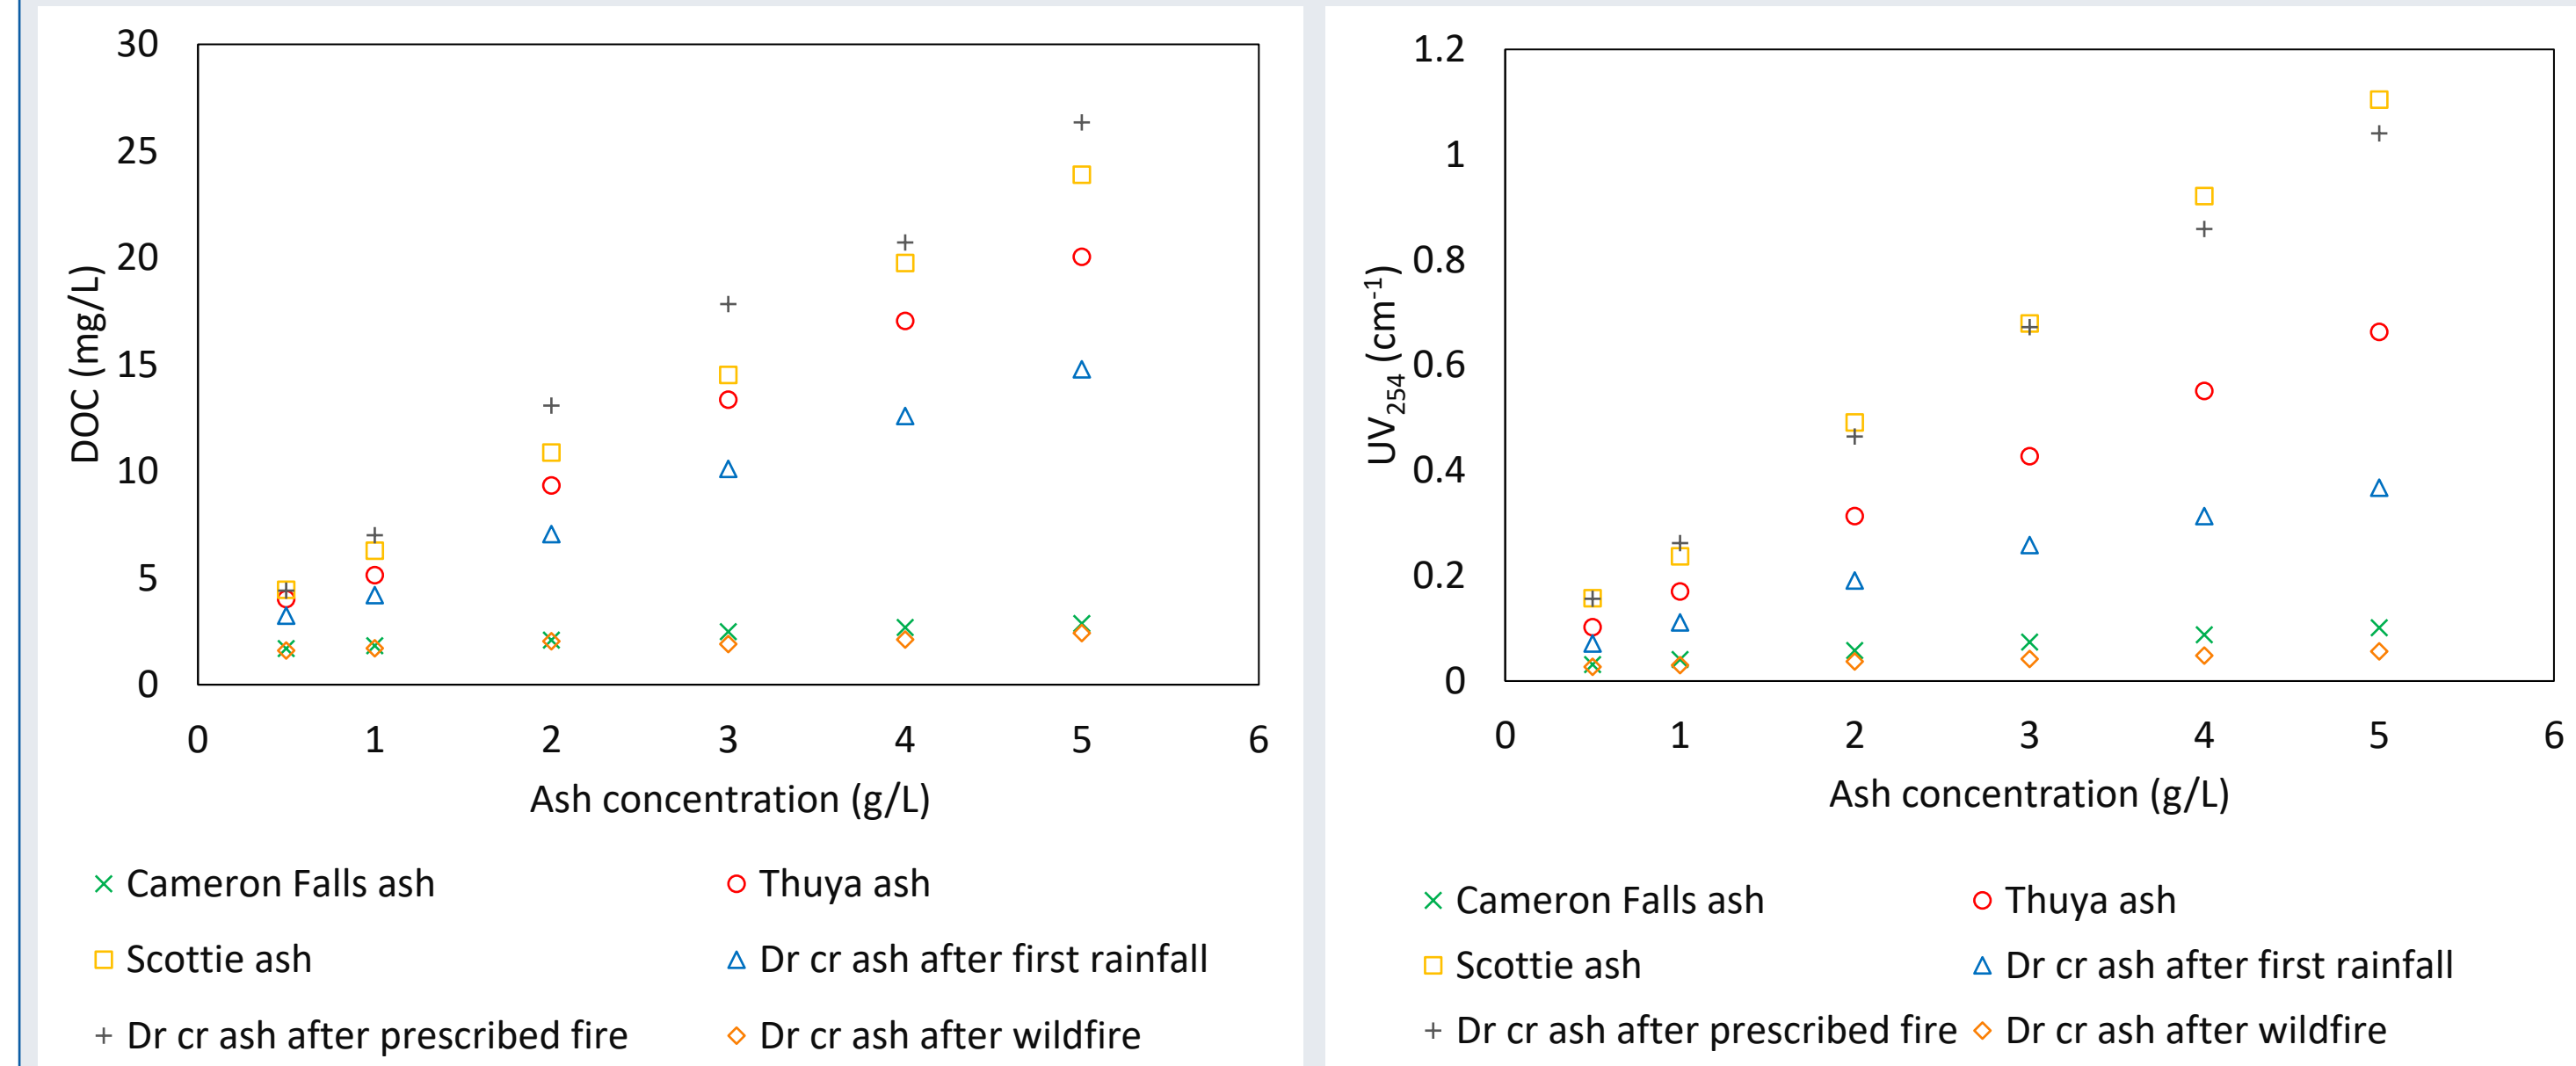 30
25
20
15
10
5
0
DOC (mg/L)
0 1 2 3 4 5 6
Ash concentration (g/L)
Cameron Falls ash
Thuya ash
Scottie ash
Dr cr ash after first rainfall
Dr cr ash after prescribed fire
Dr cr ash after wildfire
1.2
1
0.8
0.6
0.4
0.2
0
UV254 (cm-1)
0 1 2 3 4 5 6
Ash concentration (g/L)
Cameron Falls ash
Thuya ash
Scottie ash
Dr cr ash after first rainfall
Dr cr ash after prescribed fire
Dr cr ash after wildfire